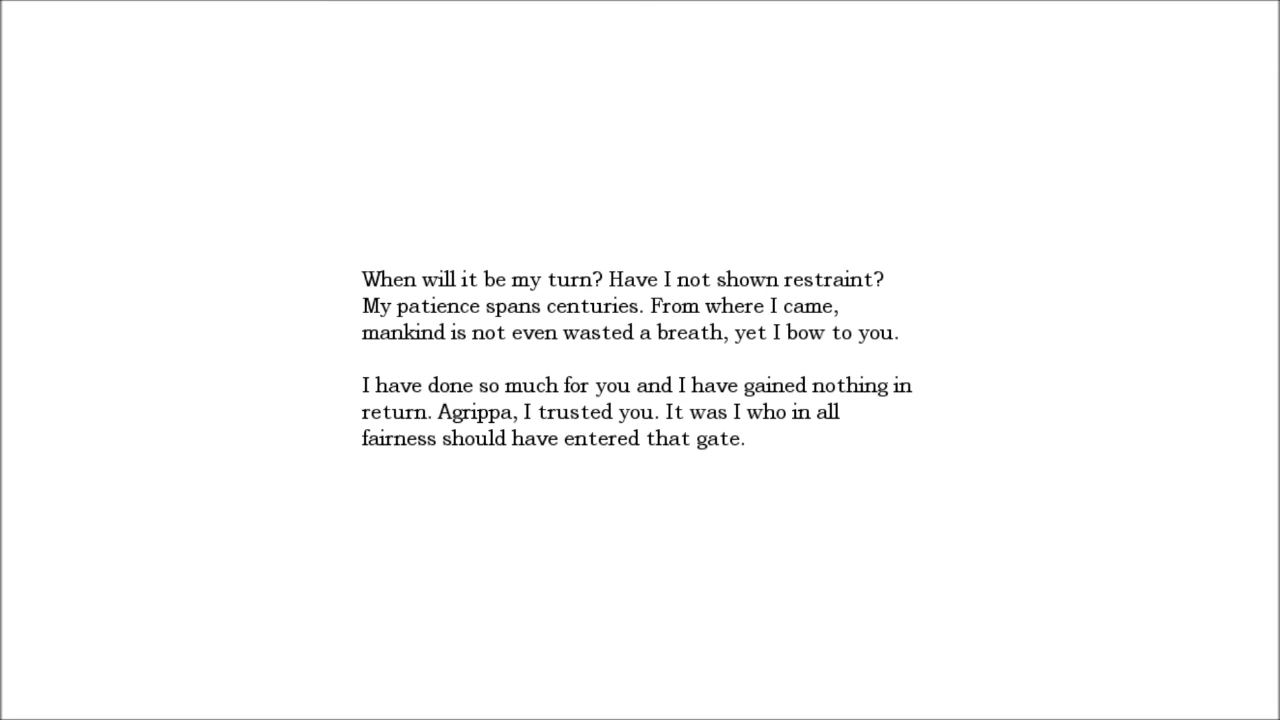 When will it be my turn? Have I not shown restraint?
My patience spans centuries. From where I came,
mankind is not even wasted a breath, yet I bow to you.
I have done so much for you and I have gained nothing in
return. Agrippa, I trusted you. It was I who in all
fairness should have entered that gate.